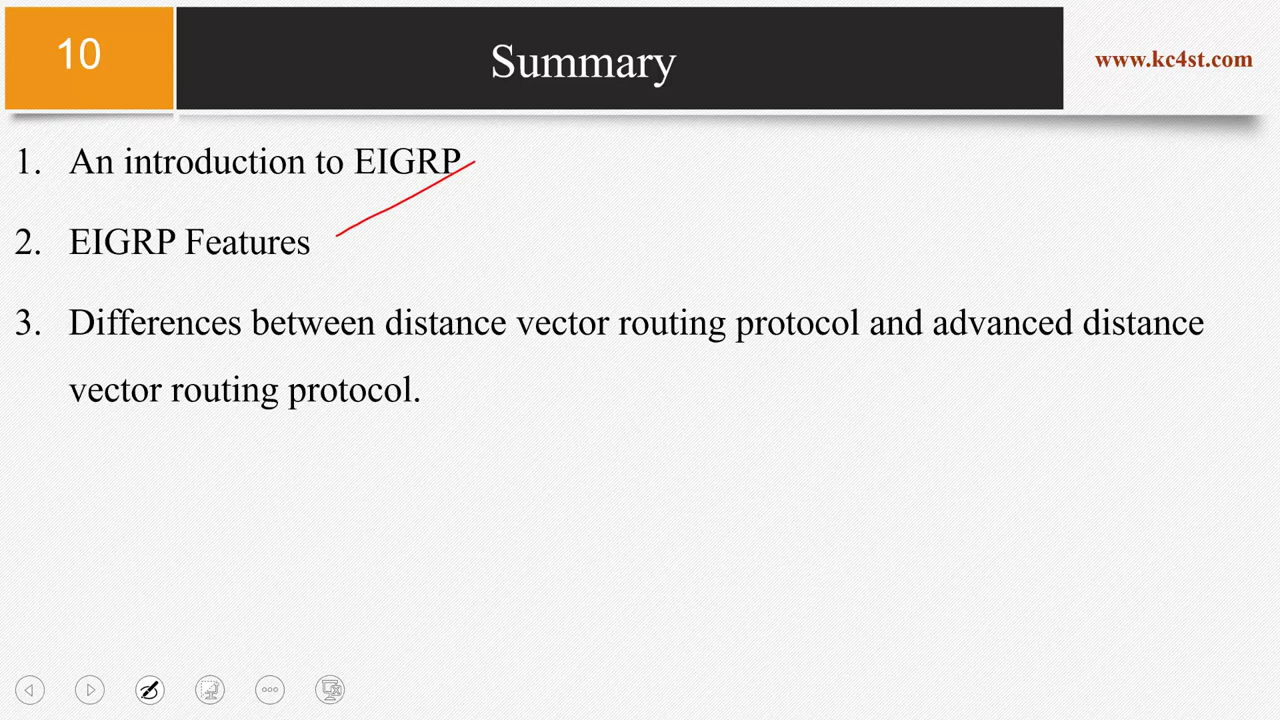 10
Summary
www.kc4st.com
1. An introduction to EIGRP
2. EIGRP Features
3. Differences between distance vector routing protocol and advanced distance
vector routing protocol.